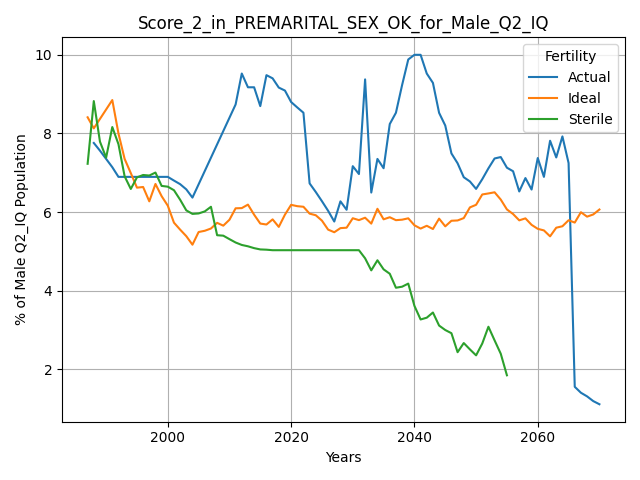 Score_2_in_PREMARITAL_SEX_OK_for_Male_Q2_IQ
% of Male Q2_IQ Population
10
8
6
4
2
Fertility
Actual
Ideal
Sterile
2000
2020
2040
2060
Years